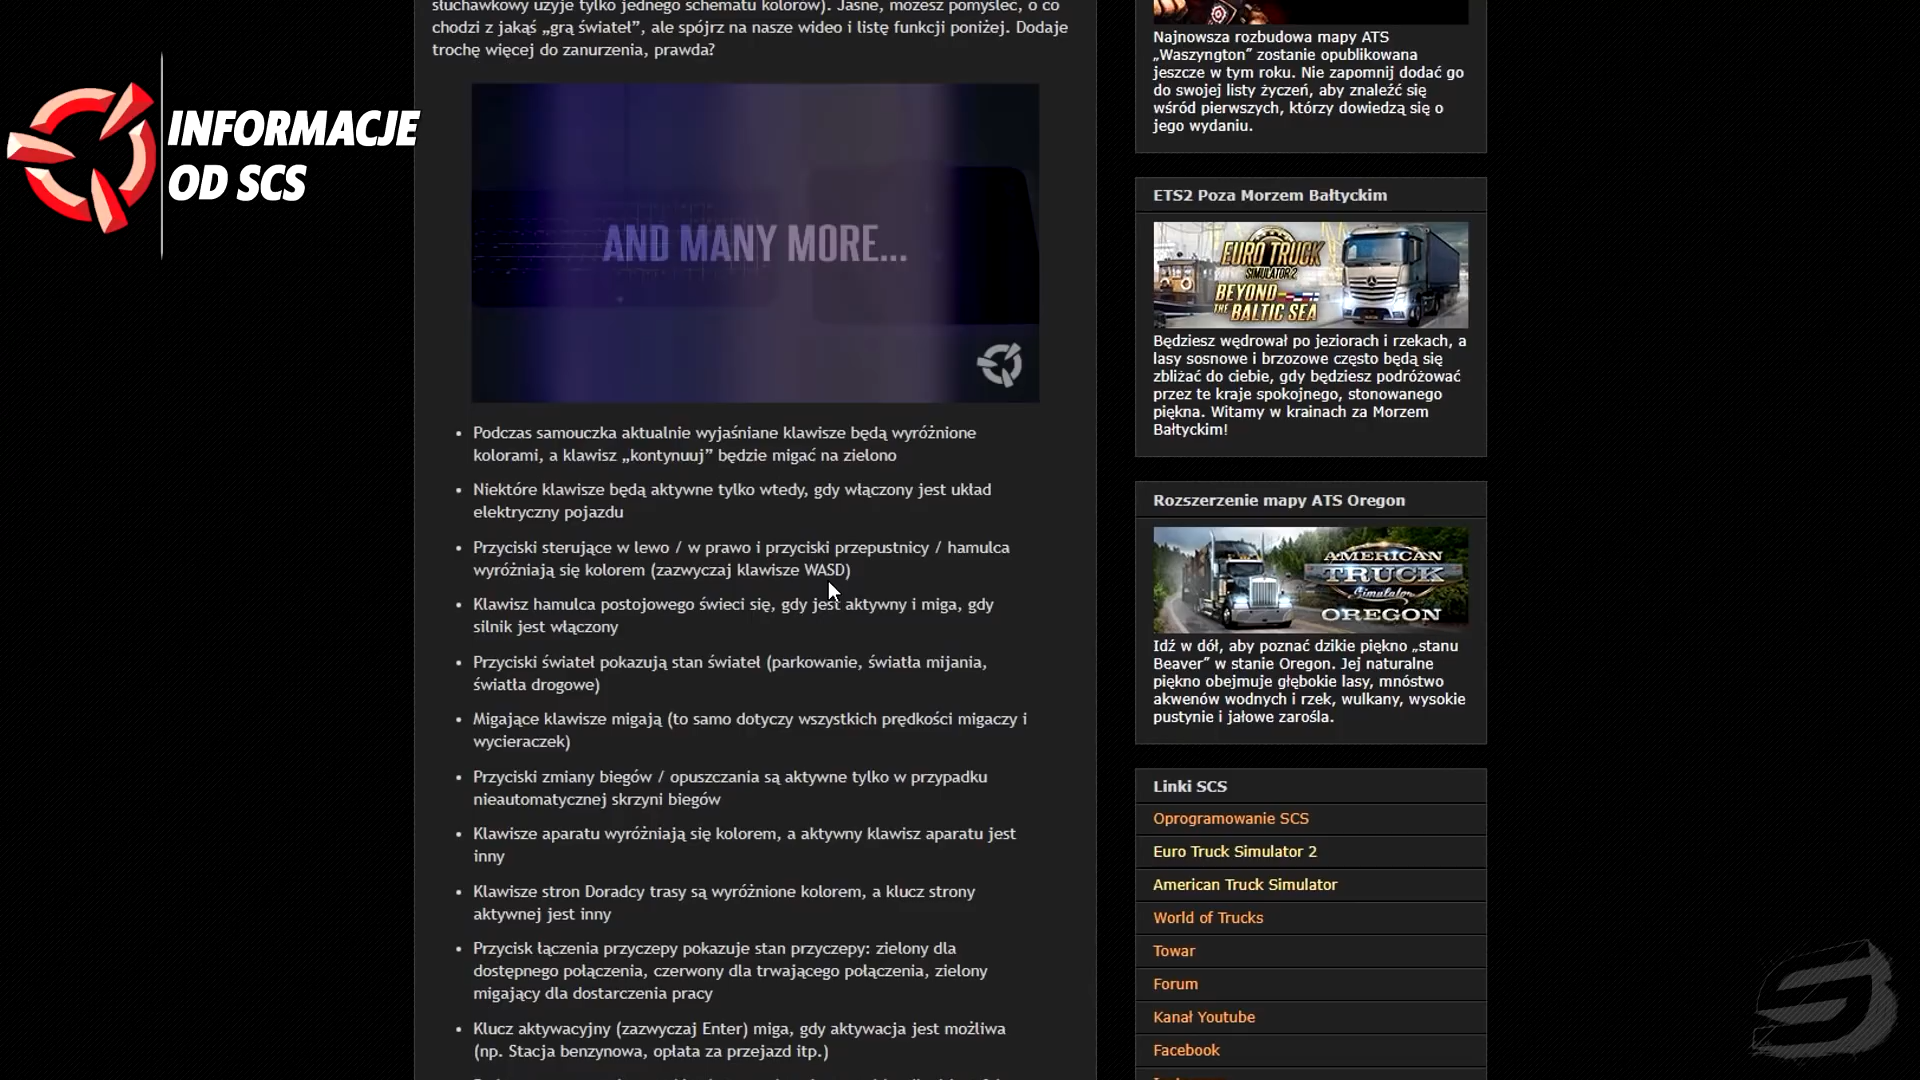 słuchawkowy użyje tylko jednego schematu kolorów). Jasne, możesz pomyśleć, o co
chodzi z jakąś „grą świateł”, ale spójrz na nasze wideo i listę funkcji poniżej. Dodaje
trochę więcej do zanurzenia, prawda?
INFORMACJE
OD SCS
AND MANY MORE...
• Podczas samouczka aktualnie wyjaśniane klawisze będą wyróżnione
kolorami, a klawisz „kontynuuj” będzie migać na zielono
• Niektóre klawisze będą aktywne tylko wtedy, gdy włączony jest układ
elektryczny pojazdu
• Przyciski sterujące w lewo / w prawo i przyciski przepustnicy / hamulca
wyróżniają się kolorem (zazwyczaj klawisze WASD)
• Klawisz hamulca postojowego świeci się, gdy jest aktywny i miga, gdy
silnik jest włączony
• Przyciski świateł pokazują stan świateł (parkowanie, światła mijania,
światła drogowe)
• Migające klawisze migają (to samo dotyczy wszystkich prędkości migaczy i
wycieraczek)
• Przyciski zmiany biegów / opuszczania są aktywne tylko w przypadku
nieautomatycznej skrzyni biegów
• Klawisze aparatu wyróżniają się kolorem, a aktywny klawisz aparatu jest
inny
• Klawisze stron Doradcy trasy są wyróżnione kolorem, a klucz strony
aktywnej jest inny
• Przycisk łączenia przyczepy pokazuje stan przyczepy: zielony dla
dostępnego połączenia, czerwony dla trwającego połączenia, zielony
migający dla dostarczenia pracy
• Klucz aktywacyjny (zazwyczaj Enter) miga, gdy aktywacja jest możliwa
(np. Stacja benzynowa, opłata za przejazd itp.)
Najnowsza rozbudowa mapy ATS
„Waszyngton” zostanie opublikowana
jeszcze w tym roku. Nie zapomnij dodać go
do swojej listy życzeń, aby znaleźć się
wśród pierwszych, którzy dowiedzą się o
jego wydaniu.
ETS2 Poza Morzem Bałtyckim
EURO TRUCK
SIMULATOR 2
BEYOND
THE BALTIC SEA
Będziesz wędrował po jeziorach i rzekach, a
lasy sosnowe i brzozowe często będą się
zbliżać do ciebie, gdy będziesz podróżować
przez te kraje spokojnego, stonowanego
piękna. Witamy w krainach za Morzem
Bałtyckim!
Rozszerzenie mapy ATS Oregon
AMERICAN
TRUCK
Simulator
OREGON
Idź w dół, aby poznać dzikie piękno „stanu
Beaver” w stanie Oregon. Jej naturalne
piękno obejmuje głębokie lasy, mnóstwo
akwenów wodnych i rzek, wulkany, wysokie
pustynie i jałowe zarośla.
Linki SCS
Oprogramowanie SCS
Euro Truck Simulator 2
American Truck Simulator
World of Trucks
Towar
Forum
Kanał Youtube
Facebook